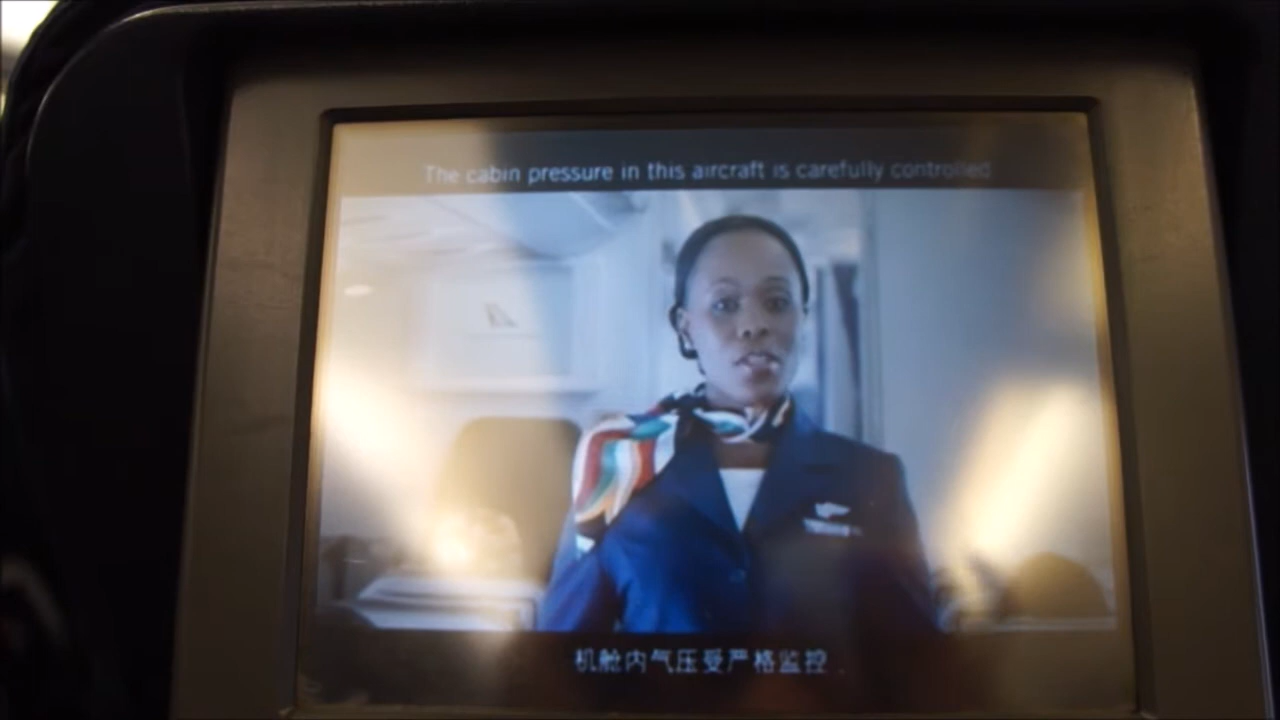 The cabin pressure in this aircraft is carefully controlled
机舱内气压受严格监控